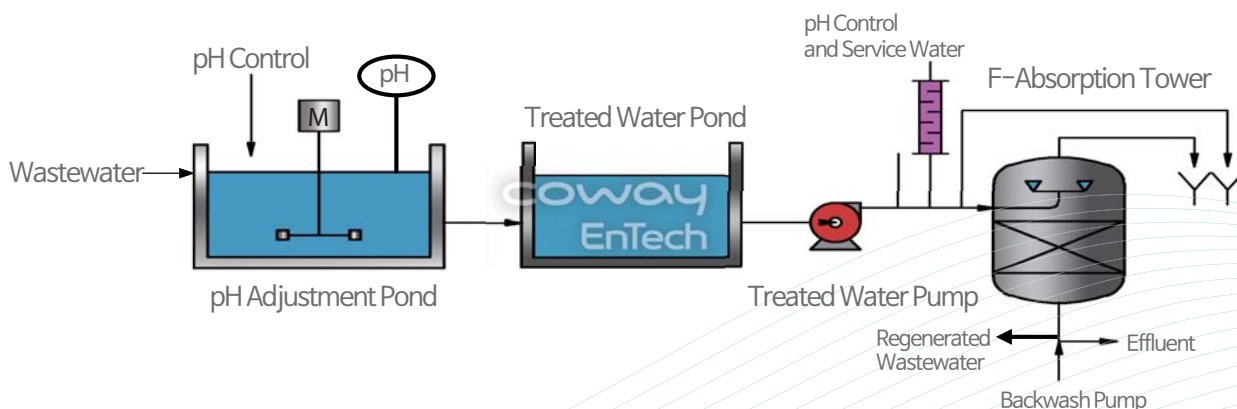 pH Control
and Service Water
pH Control
pH
F-Absorption Tower
M
Treated Water Pond
Wastewater
coway
EnTech
pH Adjustment Pond
Treated Water Pump
Regenerated
Wastewater
Effluent
Backwash Pump